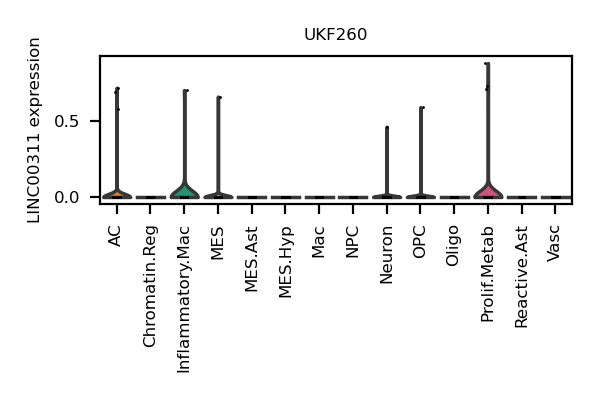 UKF260
LINC00311 expression
0.5
0.0
AC
Chromatin.Reg
Inflammatory.Mac
MES
MES.Ast
MES.Hyp
Mac
NPC
Neuron
OPC
Oligo
Prolif.Metab
Reactive.Ast
Vasc